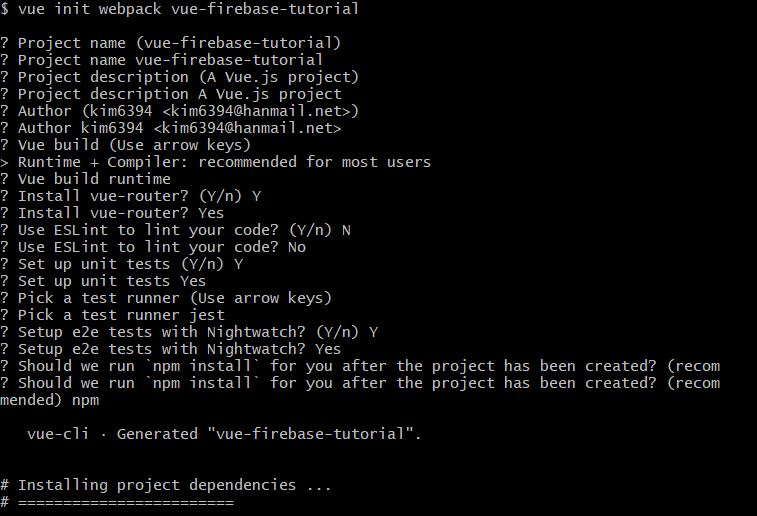 $ vue init webpack vue-firebase-tutorial
? Project name (vue-firebase-tutorial)
? Project name vue-firebase-tutorial
? Project description (A Vue.js project)
? Project description A Vue.js project
? Author (kim6394 <kim6394@hanmail.net>)
? Author kim6394 <kim6394@hanmail.net>
? Vue build (Use arrow keys)
> Runtime + Compiler: recommended for most users
? Vue build runtime
? Install vue-router? (Y/n) Y
? Install vue-router? Yes
? Use ESLint to lint your code? (Y/n) N
? Use ESLint to lint your code? No
? Set up unit tests (Y/n) Y
? Set up unit tests Yes
? Pick a test runner (Use arrow keys)
? Pick a test runner jest
? Setup e2e tests with Nightwatch? (Y/n) Y
? Setup e2e tests with Nightwatch? Yes
? Should we run `npm install` for you after the project has been created? (recom
? Should we run `npm install` for you after the project has been created? (recom
mended) npm
vue-cli · Generated "vue-firebase-tutorial".
# Installing project dependencies ...
# ========================